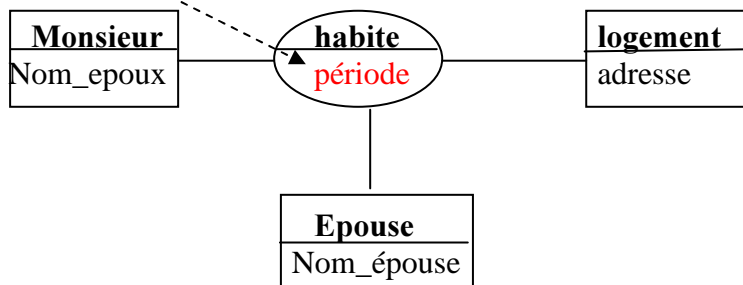 Monsieur
Nom_epoux
habite
période
logement
adresse
Epouse
Nom_épouse